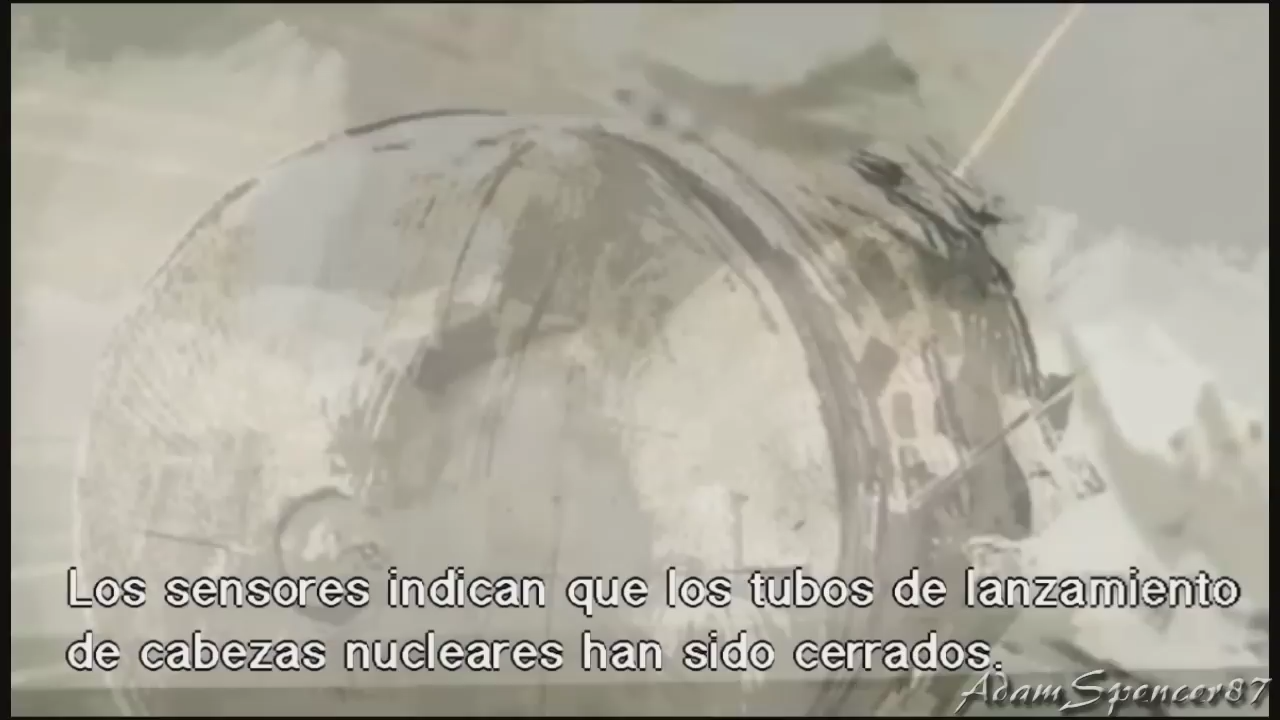 Los sensores indican que los tubos de lanzamiento
de cabezas nucleares han sido cerrados.
AdamSpencer87